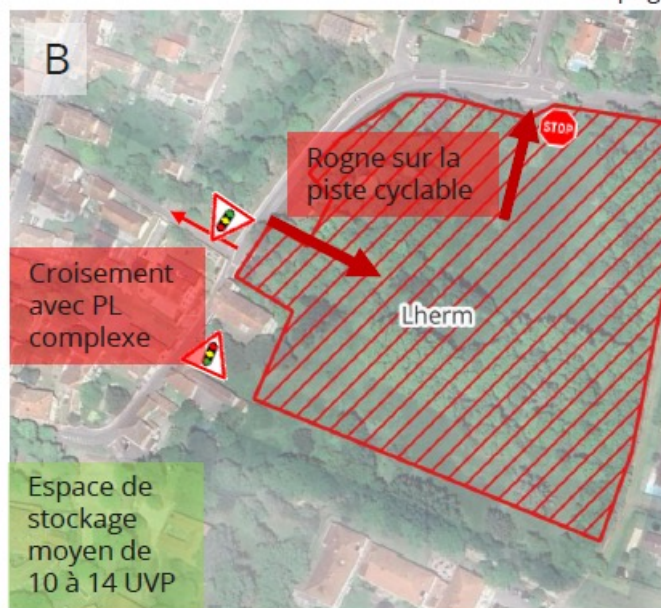 pag
B
Rogne sur la
piste cyclable
STOP
Croisement
avec PL
complexe
Lherm
Espace de
stockage
moyen de
10 à 14 UVP